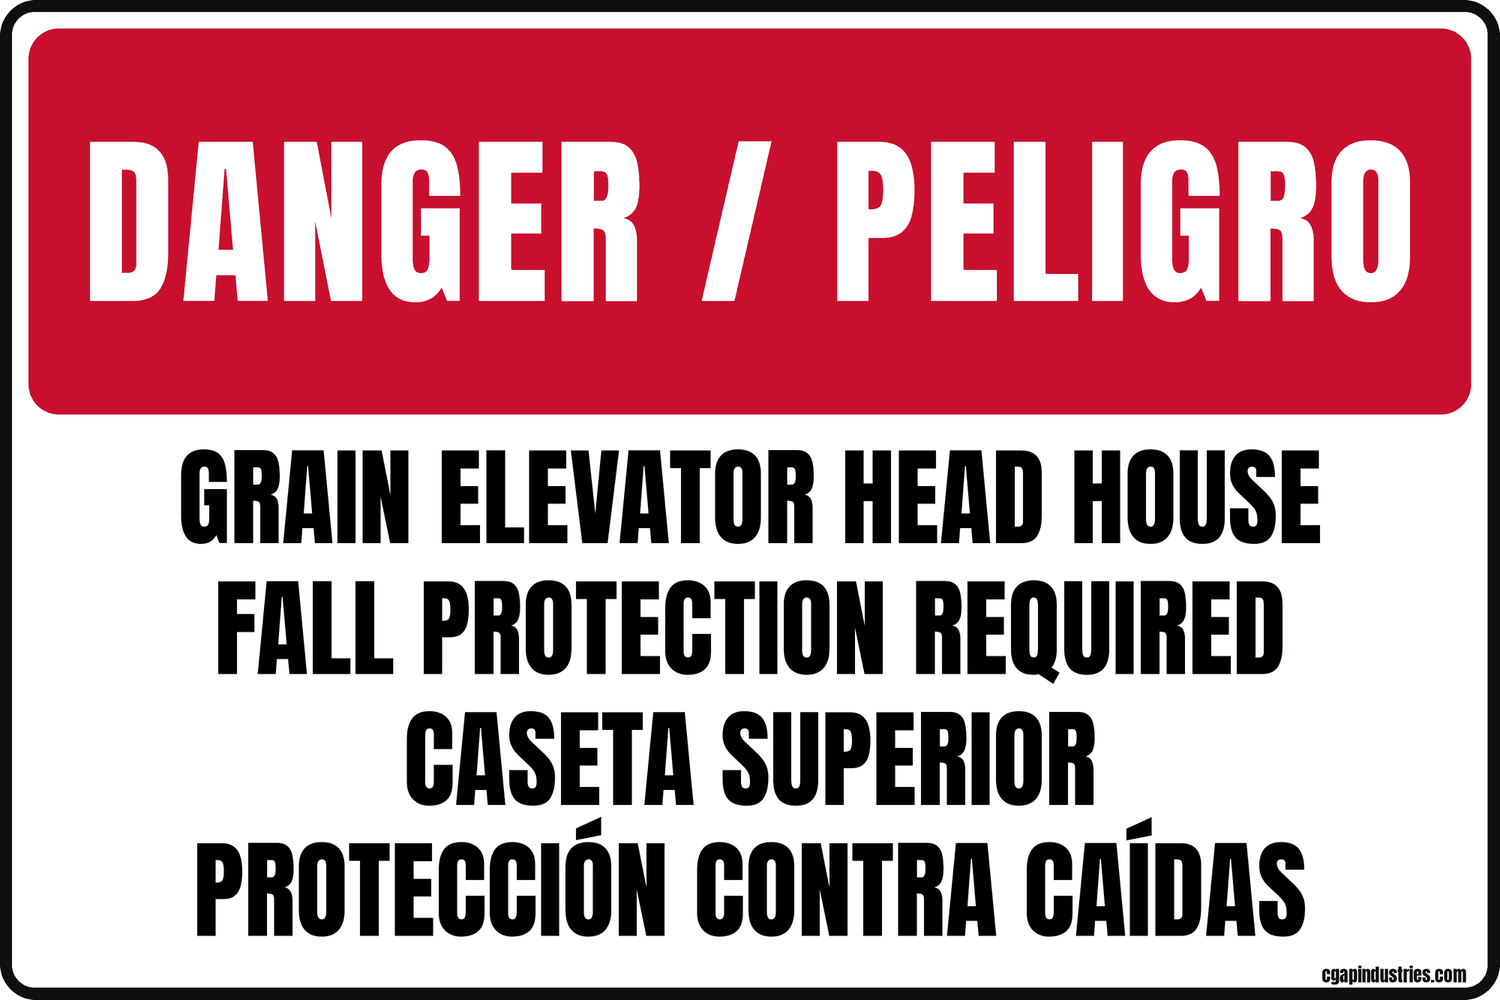 DANGER / PELIGRO
GRAIN ELEVATOR HEAD HOUSE
FALL PROTECTION REQUIRED
CASETA SUPERIOR
PROTECCIÓN CONTRA CAÍDAS
cgapindustries.com